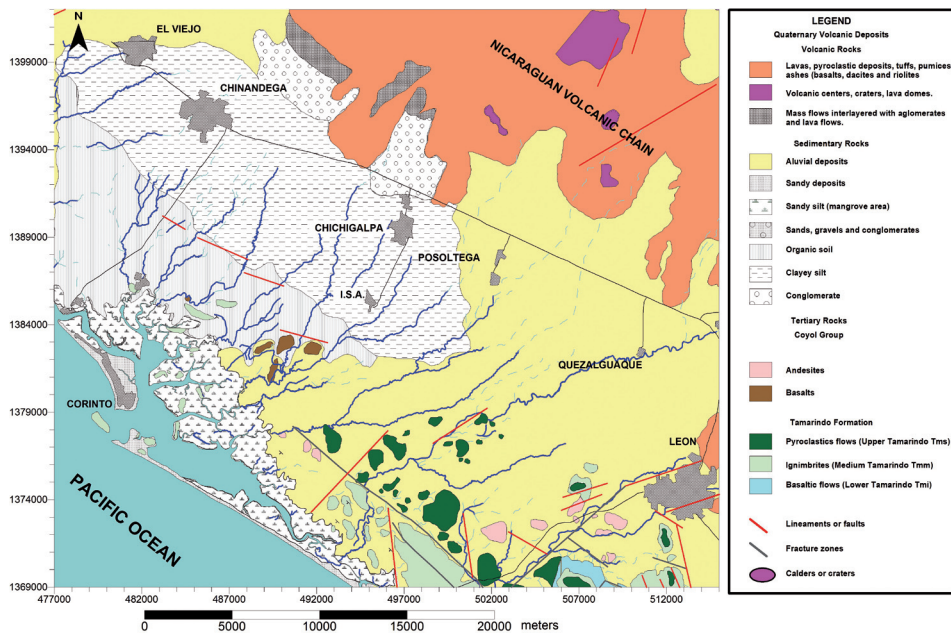 N
EL VIEJO
1399000
CHINANDEGA
NICARAGUAN VOLCANIC CHAIN
1394000
1389000
CHICHIGALPA
POSOLTEGA
I.S.A.
1384000
QUEZALGUAQUE
1379000
CORINTO
LEON
1374000
PACIFIC OCEAN
1369000
477000 482000 487000 492000 497000 502000 507000 512000
0 5000 10000 15000 20000 meters
LEGEND
Quaternary Volcanic Deposits
Volcanic Rocks
Lavas, pyroclastic deposits, tuffs, pumices
ashes (basalts, dacites and riolites
Volcanic centers, craters, lava domes.
Mass flows interlayered with aglomerates
and lava flows.
Sedimentary Rocks
Aluvial deposits
Sandy deposits
Sandy silt (mangrove area)
Sands, gravels and conglomerates
Organic soil
Clayey silt
Conglomerate
Tertiary Rocks
Coyol Group
Andesites
Basalts
Tamarindo Formation
Pyroclastics flows (Upper Tamarindo Tms)
Ignimbrites (Medium Tamarindo Tmm)
Basaltic flows (Lower Tamarindo Tmi)
Lineaments or faults
Fracture zones
Calders or craters